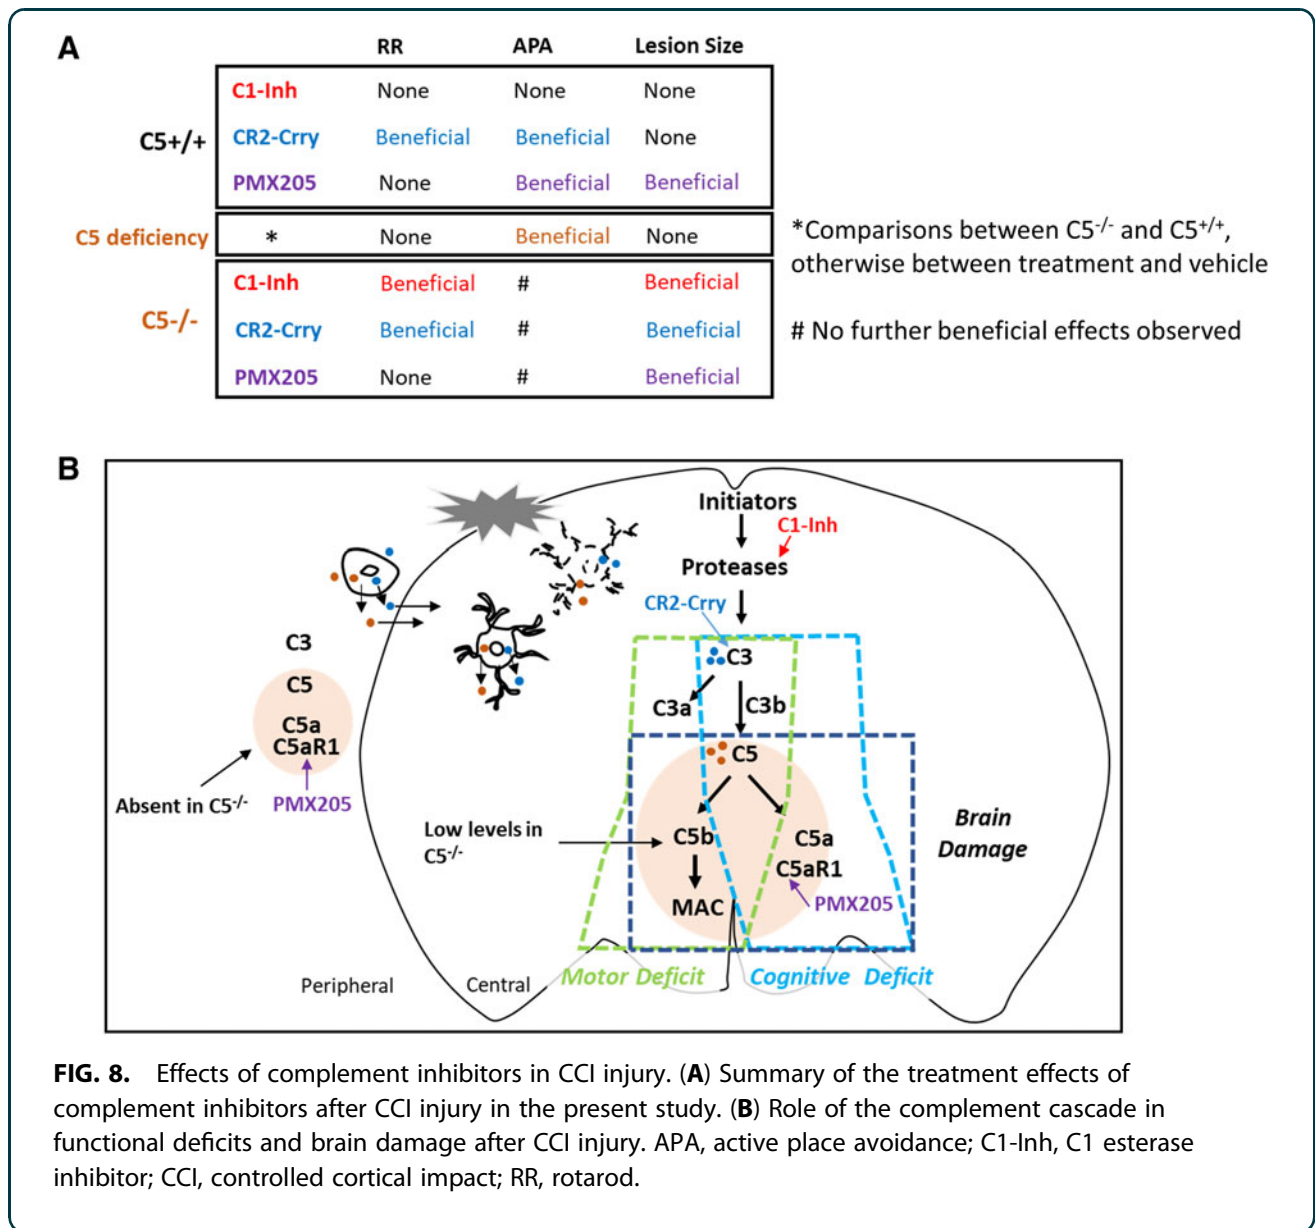 A
RR APA Lesion Size
C5+/+
C1-Inh None None None
CR2-Crry Beneficial Beneficial None
PMX205 None Beneficial Beneficial
C5 deficiency * None Beneficial None
C5-/-
C1-Inh Beneficial # Beneficial
CR2-Crry Beneficial # Beneficial
PMX205 None # Beneficial
*Comparisons between C5-/- and C5+/+,
otherwise between treatment and vehicle
# No further beneficial effects observed
B
Initiators
C1-Inh
Proteases
CR2-Crry
C3
C3a
C3b
C5
C5b
MAC
C5a
C5aR1
PMX205
C3
C5
C5a
C5aR1
PMX205
Absent in C5-/-
Low levels in
C5-/-
Brain
Damage
Peripheral
Central
Motor Deficit
Cognitive Deficit
FIG. 8. Effects of complement inhibitors in CCI injury. (A) Summary of the treatment effects of
complement inhibitors after CCI injury in the present study. (B) Role of the complement cascade in
functional deficits and brain damage after CCI injury. APA, active place avoidance; C1-Inh, C1 esterase
inhibitor; CCI, controlled cortical impact; RR, rotarod.